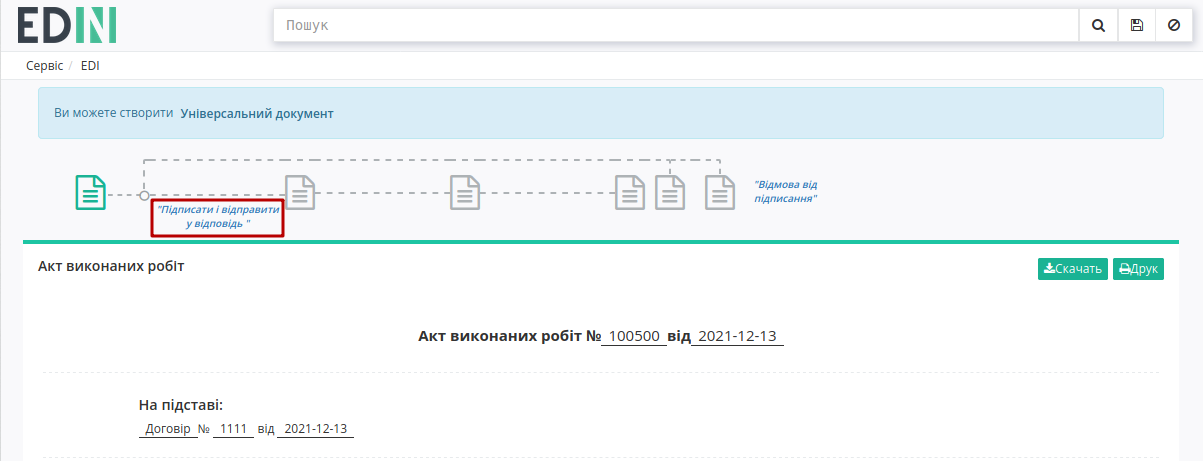 EDIN
Пошук
Сервіс / EDI
Ви можете створити Універсальний документ
"Відмова від
підписання"
"Підписати і відправити
у відповідь "
Акт виконаних робіт
Скачать Друк
Акт виконаних робіт № 100500 від 2021-12-13
На підставі:
Договір № 1111 від 2021-12-13